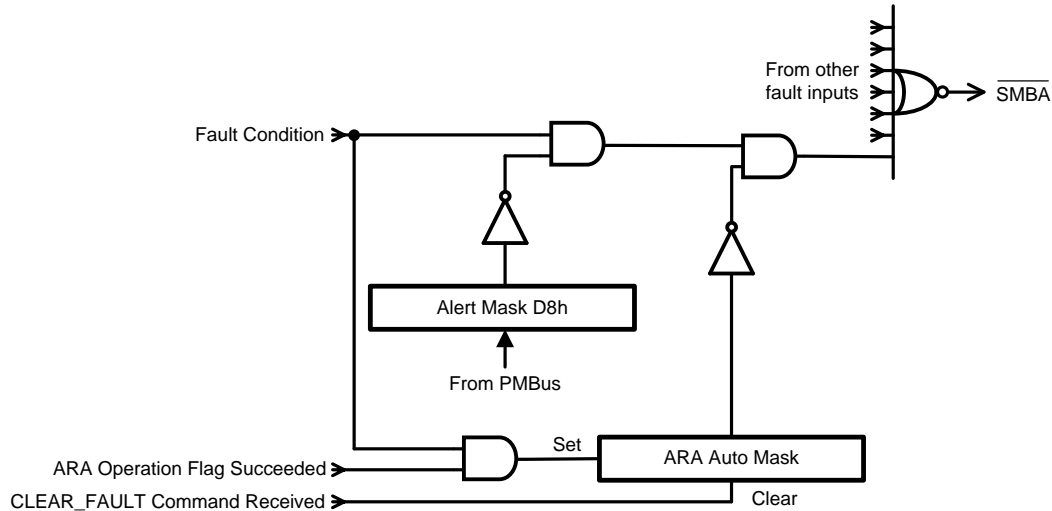 From other
fault inputs
SMBA
Fault Condition
Alert Mask D8h
From PMBus
Set
ARA Auto Mask
ARA Operation Flag Succeeded
CLEAR_FAULT Command Received
Clear